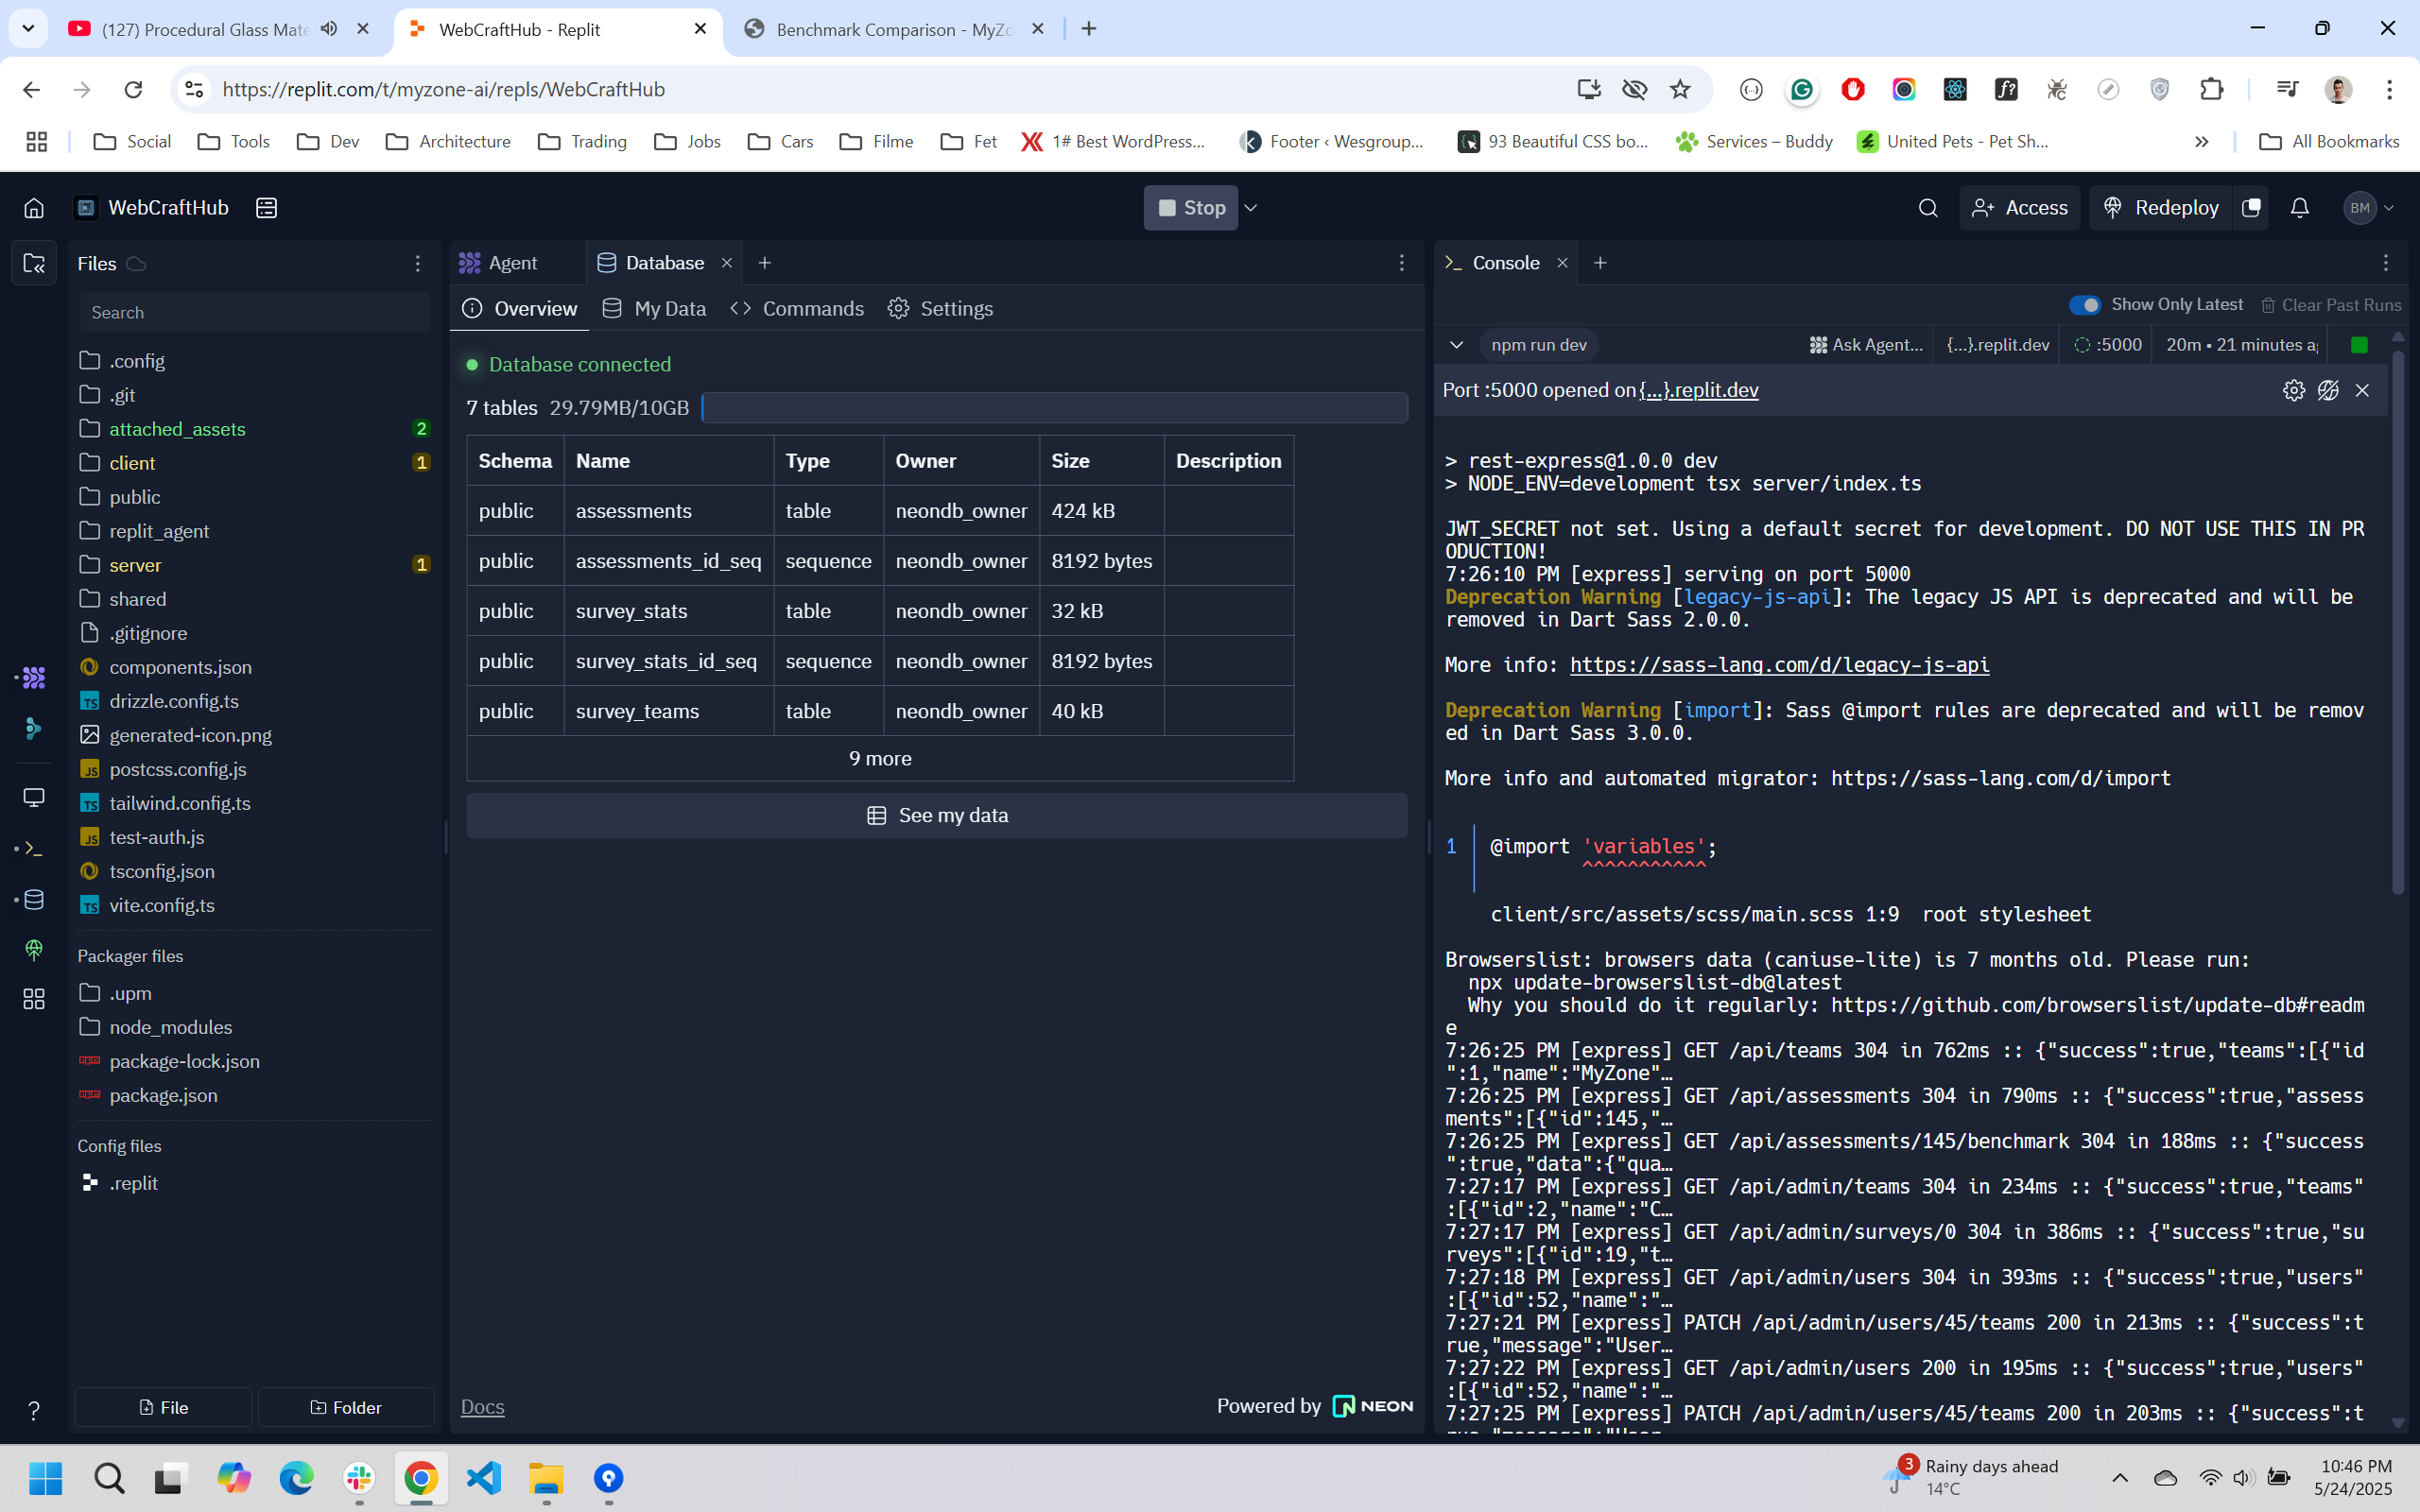 (127) Procedural Glass Mate
WebCraftHub - Replit
Benchmark Comparison - MyZo
https://replit.com/t/myzone-ai/repls/WebCraftHub
Social
Tools
Dev
Architecture
Trading
Jobs
Cars
Filme
Fet
1# Best WordPress...
Footer ‹ Wesgroup...
93 Beautiful CSS bo...
Services – Buddy
United Pets - Pet Sh...
All Bookmarks
WebCraftHub
Stop
Access
Redeploy
BM
Files
Search
.config
.git
attached_assets 2
client 1
public
replit_agent
server 1
shared
.gitignore
components.json
drizzle.config.ts
generated-icon.png
postcss.config.js
tailwind.config.ts
test-auth.js
tsconfig.json
vite.config.ts
Packager files
.upm
node_modules
package-lock.json
package.json
Config files
.replit
File
Folder
Agent
Database
Overview
My Data
Commands
Settings
Database connected
7 tables 29.79MB/10GB
Schema Name Type Owner Size Description
public assessments table neondb_owner 424 kB
public assessments_id_seq sequence neondb_owner 8192 bytes
public survey_stats table neondb_owner 32 kB
public survey_stats_id_seq sequence neondb_owner 8192 bytes
public survey_teams table neondb_owner 40 kB
9 more
See my data
Docs
Powered by NEON
Console
Show Only Latest
Clear Past Runs
npm run dev
Ask Agent...
{...}.replit.dev
:5000
20m • 21 minutes a
Port :5000 opened on {...}.replit.dev
> rest-express@1.0.0 dev
> NODE_ENV=development tsx server/index.ts
JWT_SECRET not set. Using a default secret for development. DO NOT USE THIS IN PR
ODUCTION!
7:26:10 PM [express] serving on port 5000
Deprecation Warning [legacy-js-api]: The legacy JS API is deprecated and will be
removed in Dart Sass 2.0.0.
More info: https://sass-lang.com/d/legacy-js-api
Deprecation Warning [import]: Sass @import rules are deprecated and will be remov
ed in Dart Sass 3.0.0.
More info and automated migrator: https://sass-lang.com/d/import
1 @import 'variables';
^^^^^^^^^^^
client/src/assets/scss/main.scss 1:9 root stylesheet
Browserslist: browsers data (caniuse-lite) is 7 months old. Please run:
npx update-browserslist-db@latest
Why you should do it regularly: https://github.com/browserslist/update-db#readm
e
7:26:25 PM [express] GET /api/teams 304 in 762ms :: {"success":true,"teams":[{"id
":1,"name":"MyZone"…
7:26:25 PM [express] GET /api/assessments 304 in 790ms :: {"success":true,"assess
ments":[{"id":145,"…
7:26:25 PM [express] GET /api/assessments/145/benchmark 304 in 188ms :: {"success
":true,"data":{"qua…
7:27:17 PM [express] GET /api/admin/teams 304 in 234ms :: {"success":true,"teams"
:[{"id":2,"name":"C…
7:27:17 PM [express] GET /api/admin/surveys/0 304 in 386ms :: {"success":true,"su
rveys":[{"id":19,"t…
7:27:18 PM [express] GET /api/admin/users 304 in 393ms :: {"success":true,"users"
:[{"id":52,"name":"…
7:27:21 PM [express] PATCH /api/admin/users/45/teams 200 in 213ms :: {"success":t
rue,"message":"User…
7:27:22 PM [express] GET /api/admin/users 200 in 195ms :: {"success":true,"users"
:[{"id":52,"name":"…
7:27:25 PM [express] PATCH /api/admin/users/45/teams 200 in 203ms :: {"success":t
rue,"message":"User…
3
Rainy days ahead
14°C
10:46 PM
5/24/2025